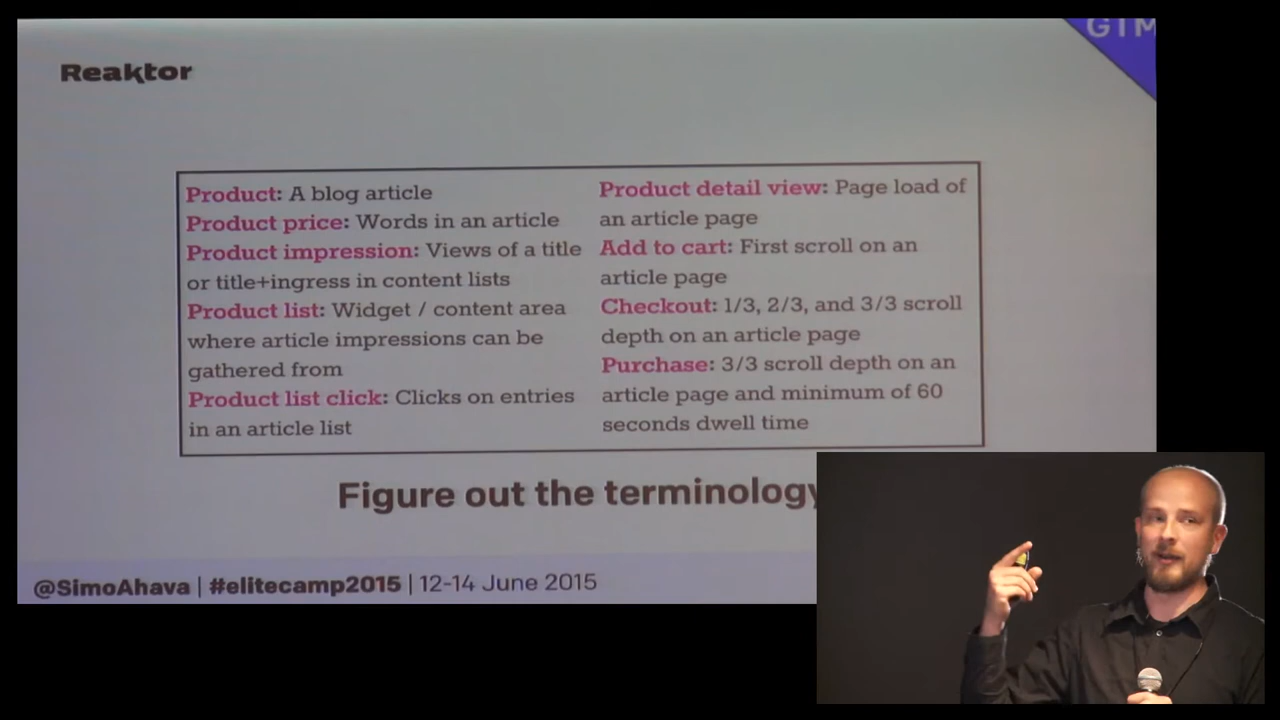 GTM
Reaktor
Product: A blog article
Product price: Words in an article
Product impression: Views of a title
or title+ingress in content lists
Product list: Widget / content area
where article impressions can be
gathered from
Product list click: Clicks on entries
in an article list
Product detail view: Page load of
an article page
Add to cart: First scroll on an
article page
Checkout: 1/3, 2/3, and 3/3 scroll
depth on an article page
Purchase: 3/3 scroll depth on an
article page and minimum of 60
seconds dwell time
Figure out the terminology
@SimoAhava | #elitecamp2015 | 12-14 June 2015